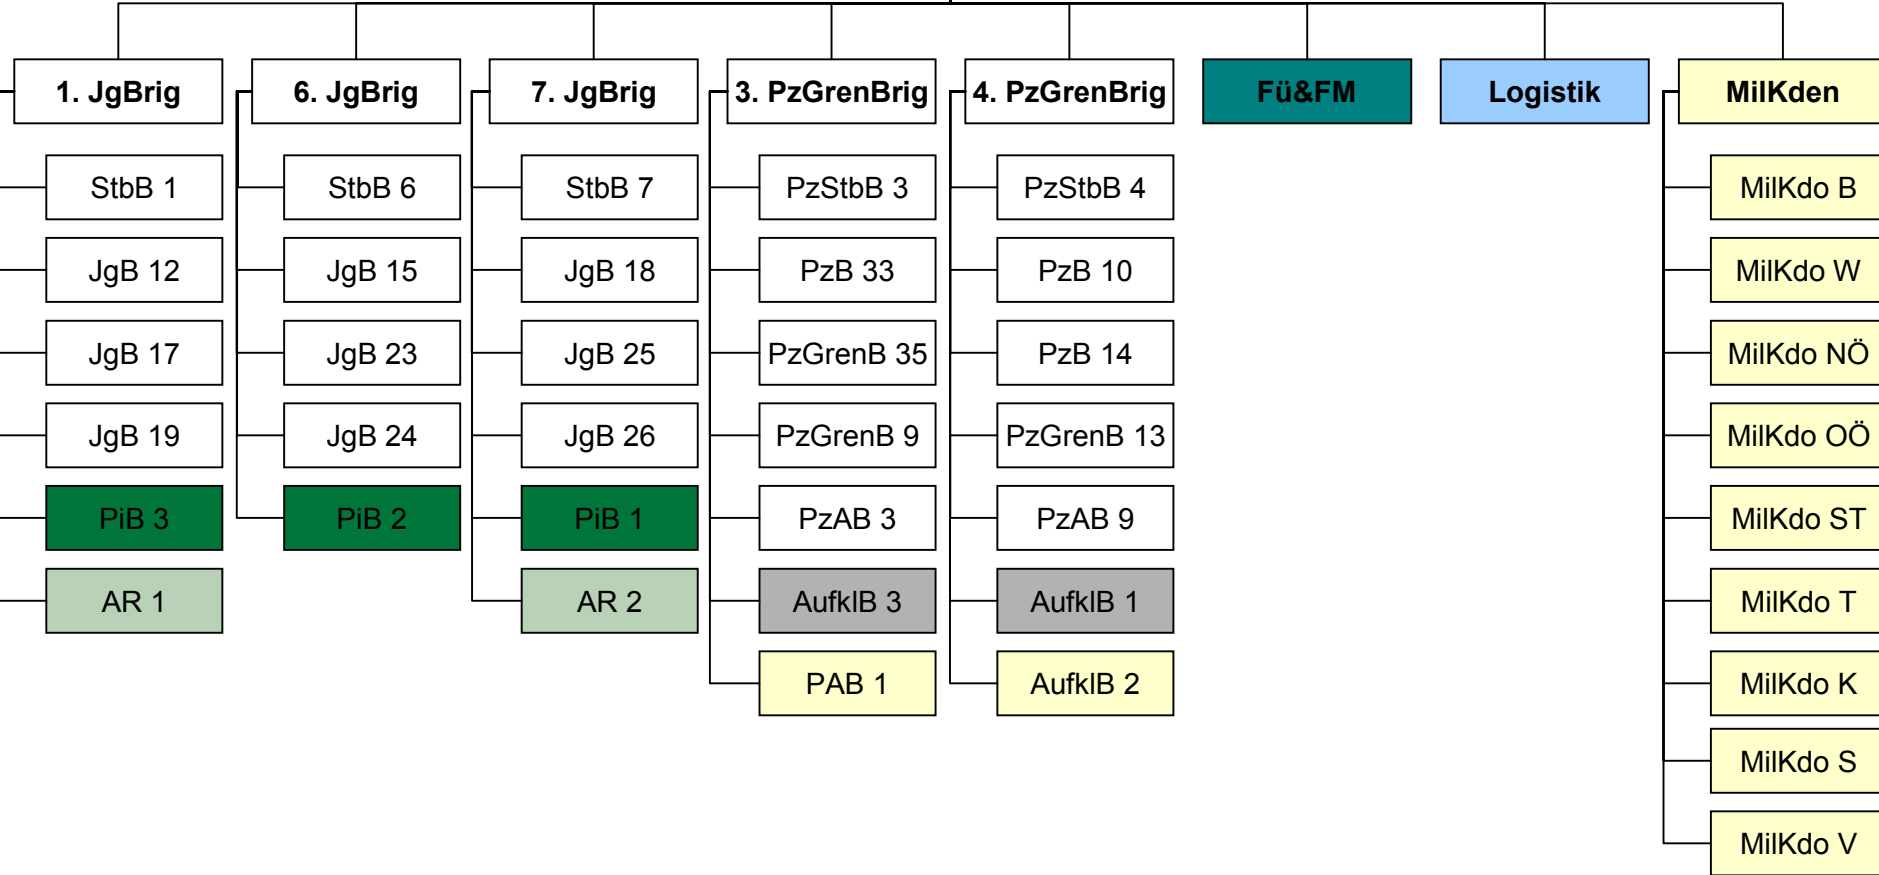 1. JgBrig
6. JgBrig
7. JgBrig
3. PzGrenBrig
4. PzGrenBrig
Fü&FM
Logistik
MilKden
StbB 1
StbB 6
StbB 7
PzStbB 3
PzStbB 4
MilKdo B
JgB 12
JgB 15
JgB 18
PzB 33
PzB 10
MilKdo W
JgB 17
JgB 23
JgB 25
PzGrenB 35
PzB 14
MilKdo NÖ
JgB 19
JgB 24
JgB 26
PzGrenB 9
PzGrenB 13
MilKdo OÖ
PiB 3
PiB 2
PiB 1
PzAB 3
PzAB 9
MilKdo ST
AR 1
AR 2
AufklB 3
AufklB 1
MilKdo T
PAB 1
AufklB 2
MilKdo K
MilKdo S
MilKdo V